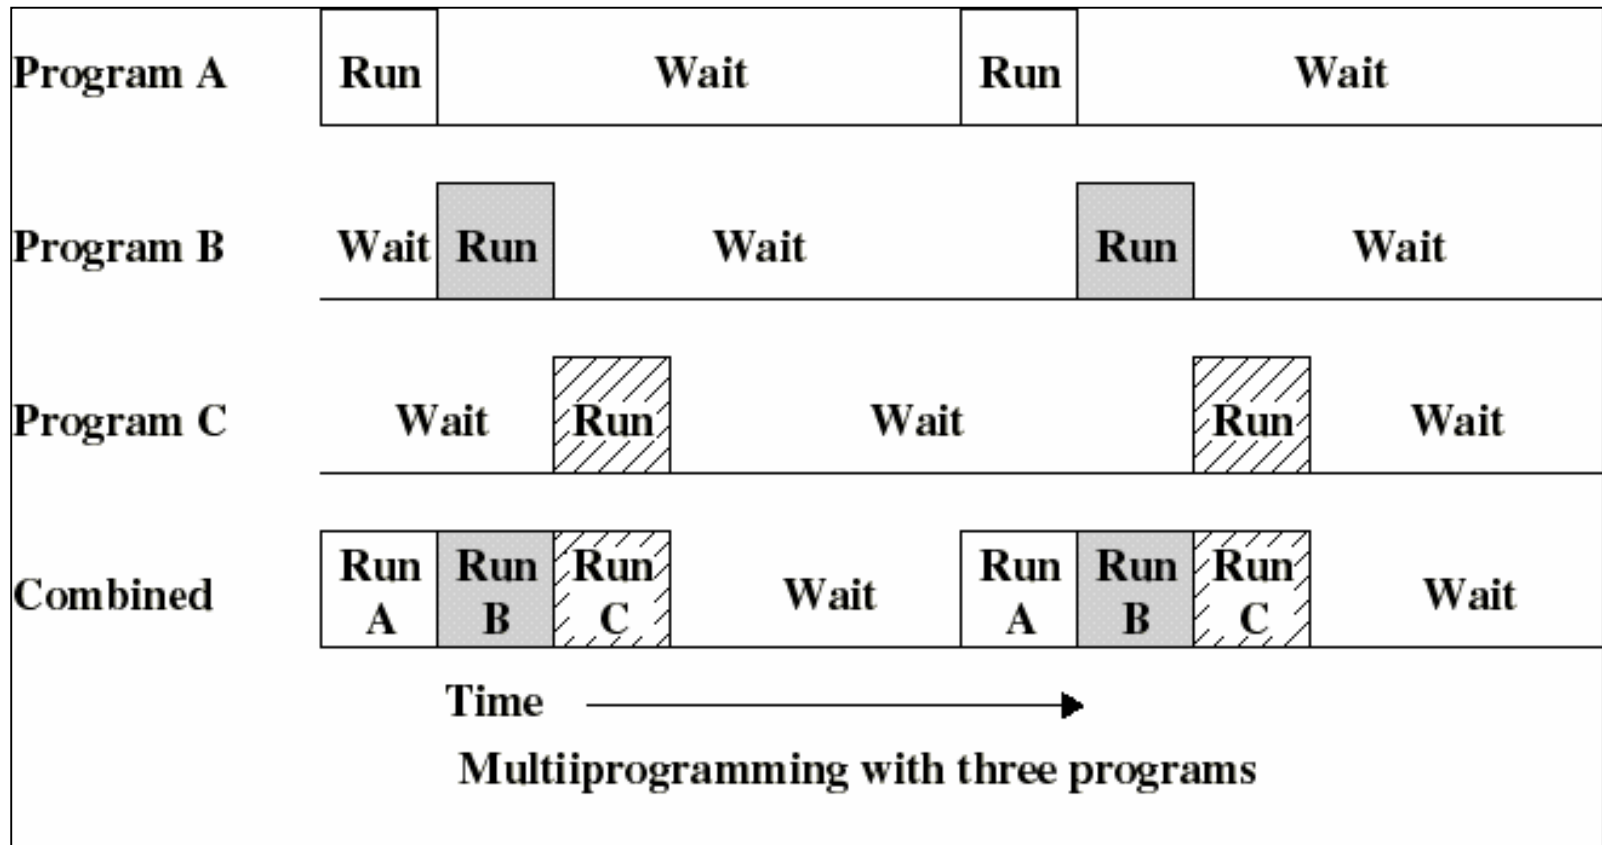 Program A Run Wait Run Wait
Program B Wait Run Wait Run Wait
Program C Wait Run Wait Run Wait
Combined Run A Run B Run C Wait Run A Run B Run C Wait
Time
Multiiprogramming with three programs